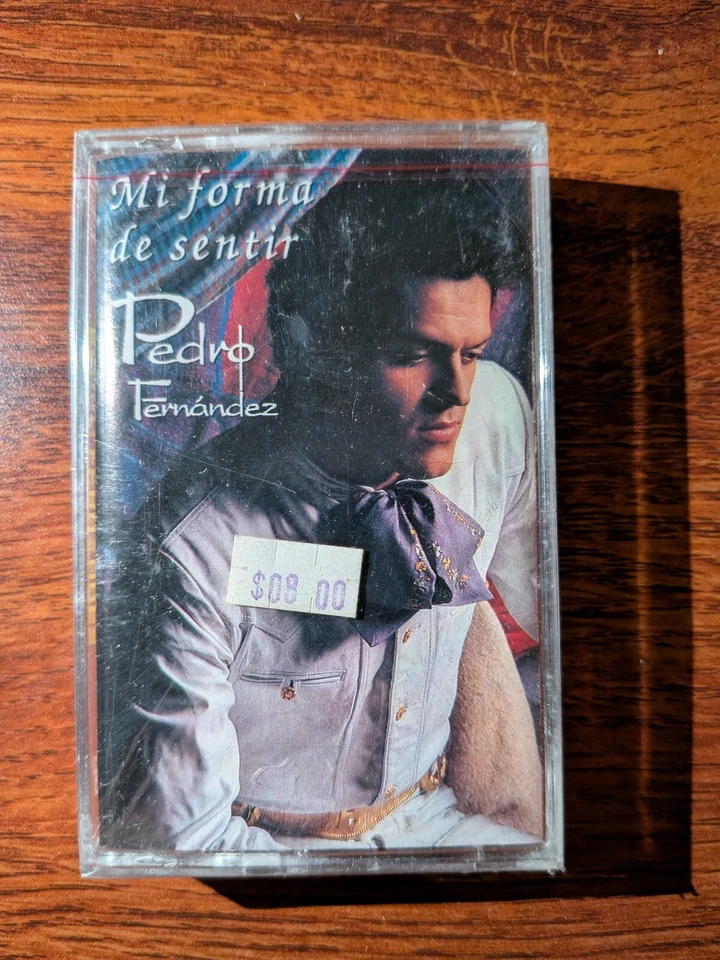 Mi forma
de sentir
Pedro
Fernández
$08 00